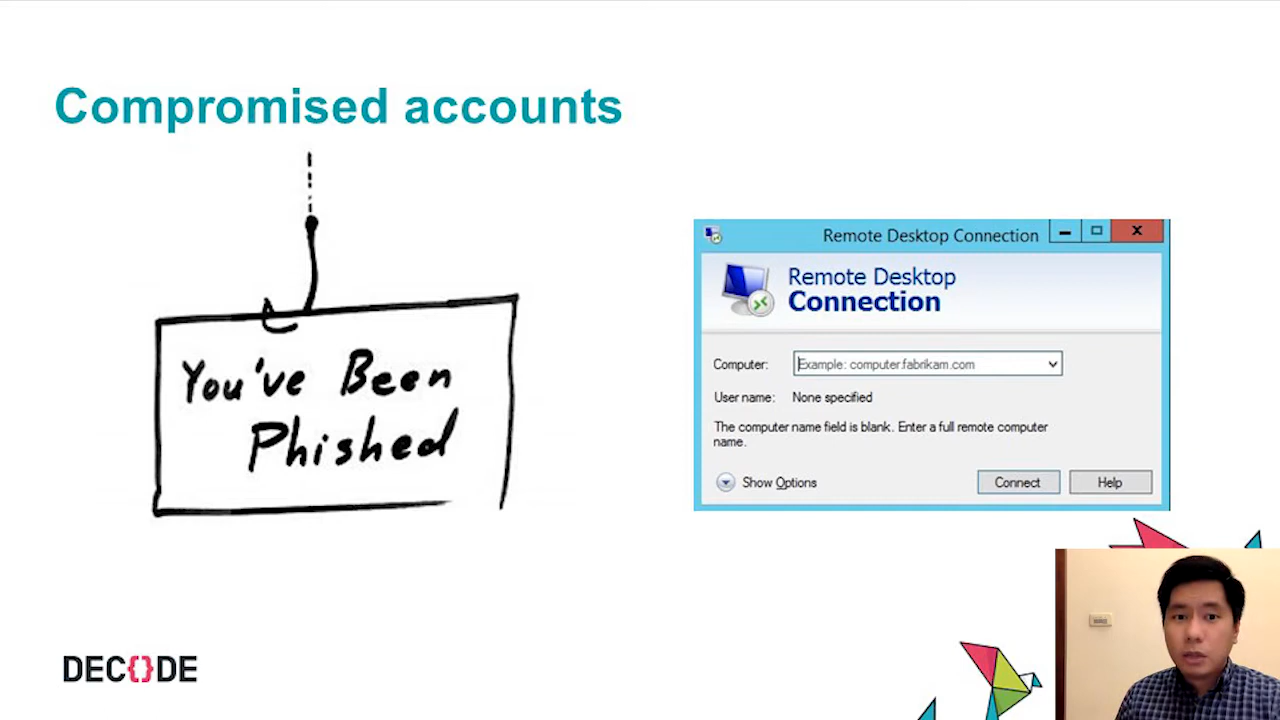 Compromised accounts
You've Been
Phished
Remote Desktop Connection
Remote Desktop
Connection
Computer: Example: computer.fabrikam.com
User name: None specified
The computer name field is blank. Enter a full remote computer
name.
Show Options Connect Help
DEC{}DE